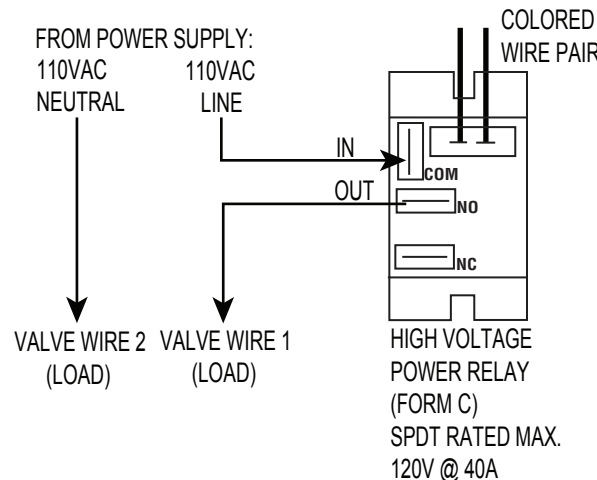 COLORED
WIRE PAIR
FROM POWER SUPPLY:
110VAC
NEUTRAL
110VAC
LINE
IN
COM
OUT
NO
NC
VALVE WIRE 2
(LOAD)
VALVE WIRE 1
(LOAD)
HIGH VOLTAGE
POWER RELAY
(FORM C)
SPDT RATED MAX.
120V @ 40A